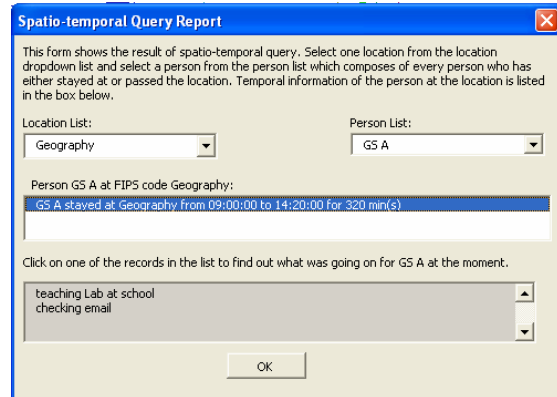 Spatio-temporal Query Report
This form shows the result of spatio-temporal query. Select one location from the location
dropdown list and select a person from the person list which composes of every person who has
either stayed at or passed the location. Temporal information of the person at the location is listed
in the box below.
Location List:
Person List:
Geography
GS A
Person GS A at FIPS code Geography:
GS A stayed at Geography from 09:00:00 to 14:20:00 for 320 min(s)
Click on one of the records in the list to find out what was going on for GS A at the moment.
teaching Lab at school
checking email
OK